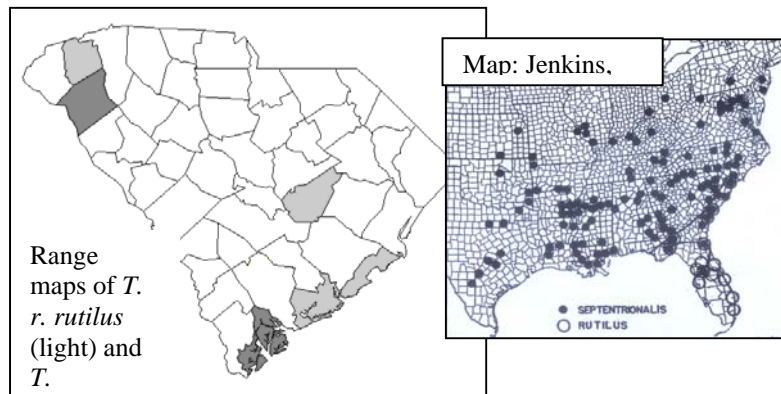 Map: Jenkins,
Range
maps of T.
r. rutilus
(light) and
T.
SEPTENTRIONALIS
RUTILUS